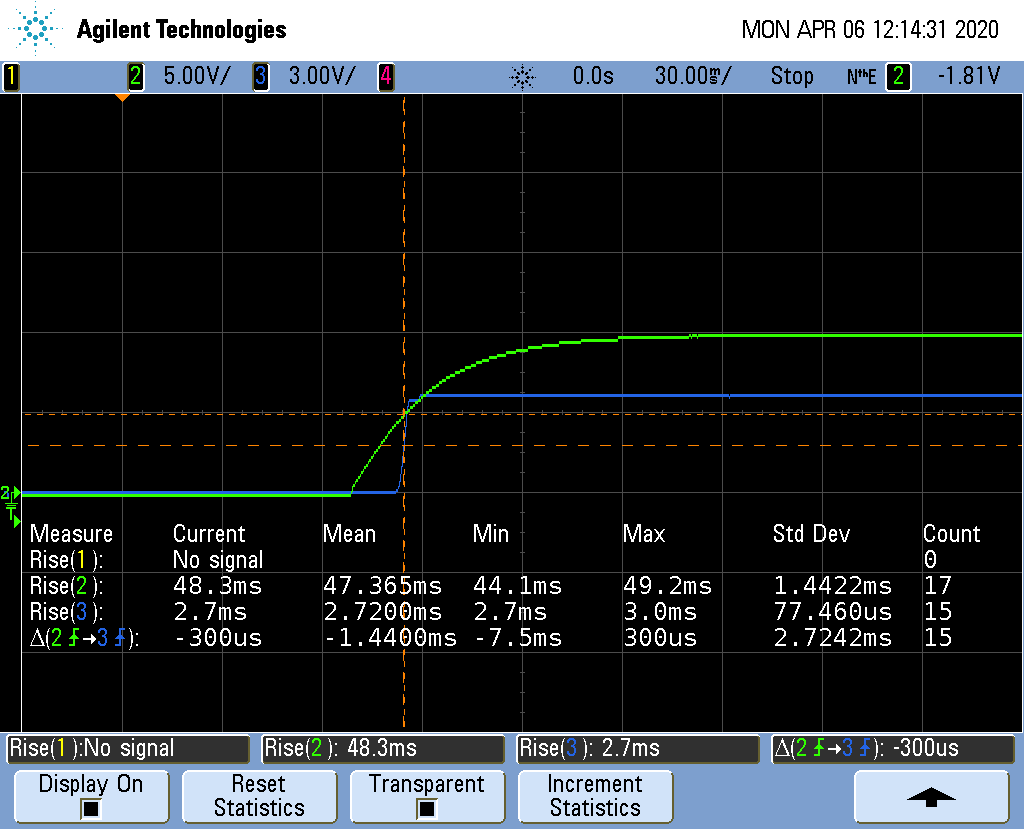 Agilent Technologies MON APR 06 12:14:31 2020
1 2 5.00V/ 3 3.00V/ 4 0.0s 30.00ms/ Stop NthE 2 -1.81V
2
T
Measure Current Mean Min Max Std Dev Count
Rise(1): No signal 0
Rise(2): 48.3ms 47.365ms 44.1ms 49.2ms 1.4422ms 17
Rise(3): 2.7ms 2.7200ms 2.7ms 3.0ms 77.460us 15
Δ(2→3): -300us -1.4400ms -7.5ms 300us 2.7242ms 15
Rise(1):No signal Rise(2): 48.3ms Rise(3): 2.7ms Δ(2→3): -300us
Display On Reset Statistics Transparent Increment Statistics